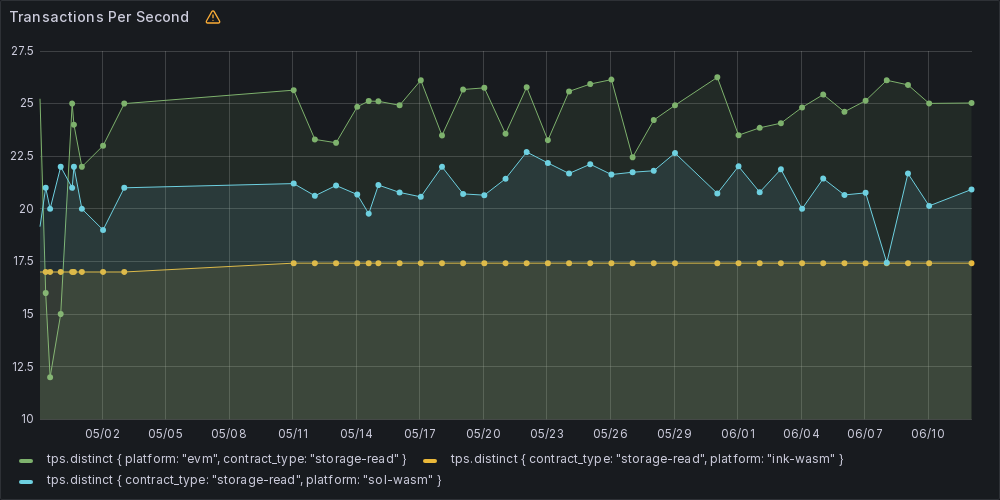 Transactions Per Second
27.5
25
22.5
20
17.5
15
12.5
10
05/02 05/05 05/08 05/11 05/14 05/17 05/20 05/23 05/26 05/29 06/01 06/04 06/07 06/10
tps.distinct { platform: "evm", contract_type: "storage-read" } tps.distinct { contract_type: "storage-read", platform: "ink-wasm" }
tps.distinct { contract_type: "storage-read", platform: "sol-wasm" }